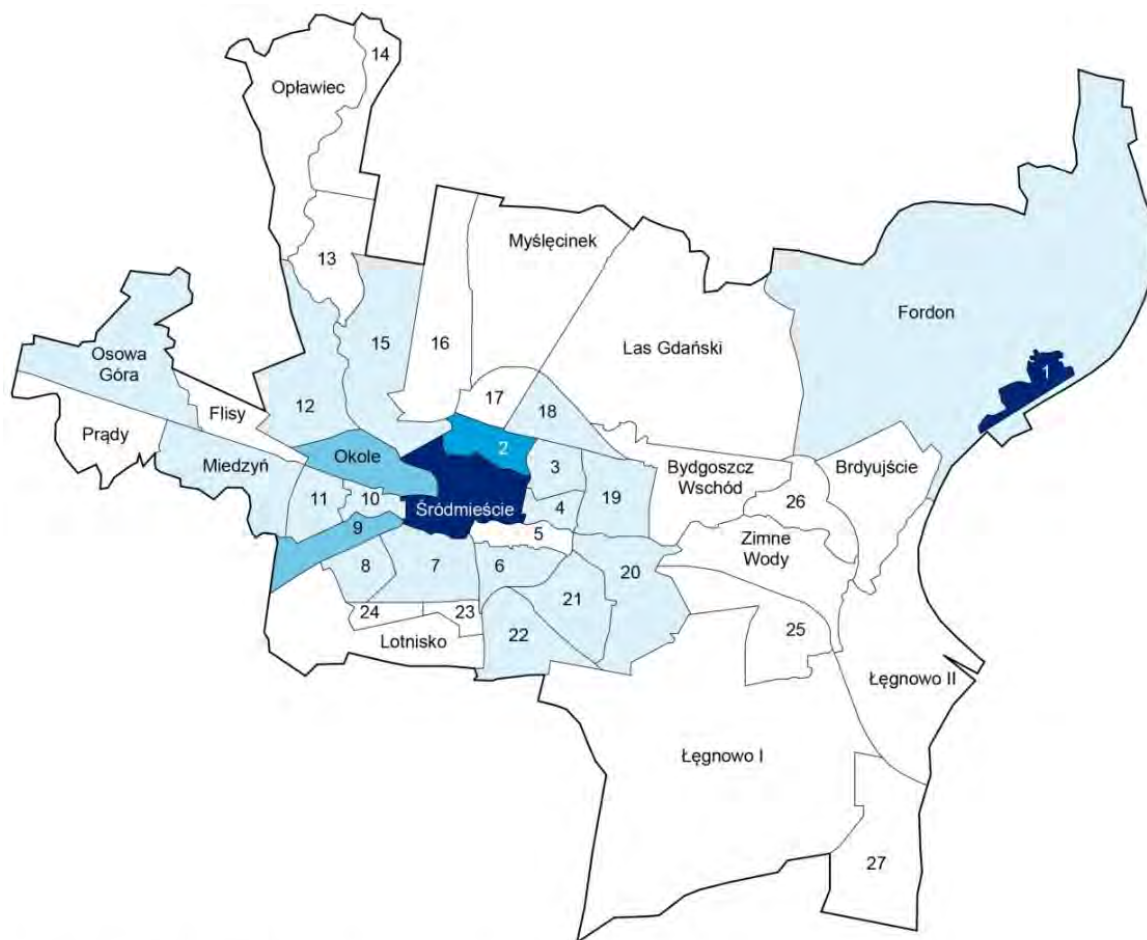 14
Opławiec
Myślęcinek
13
Fordon
15
16
Las Gdański
Osowa
Góra
1
17
12
18
Flisy
Prądy
2
Miedzyń
Okole
3
Bydgoszcz
Wschód
Brdyujście
11
10
19
26
Śródmieście
4
9
5
Zimne
Wody
8
7
6
20
21
24
23
22
25
Lotnisko
Łęgnowo II
Łęgnowo I
27